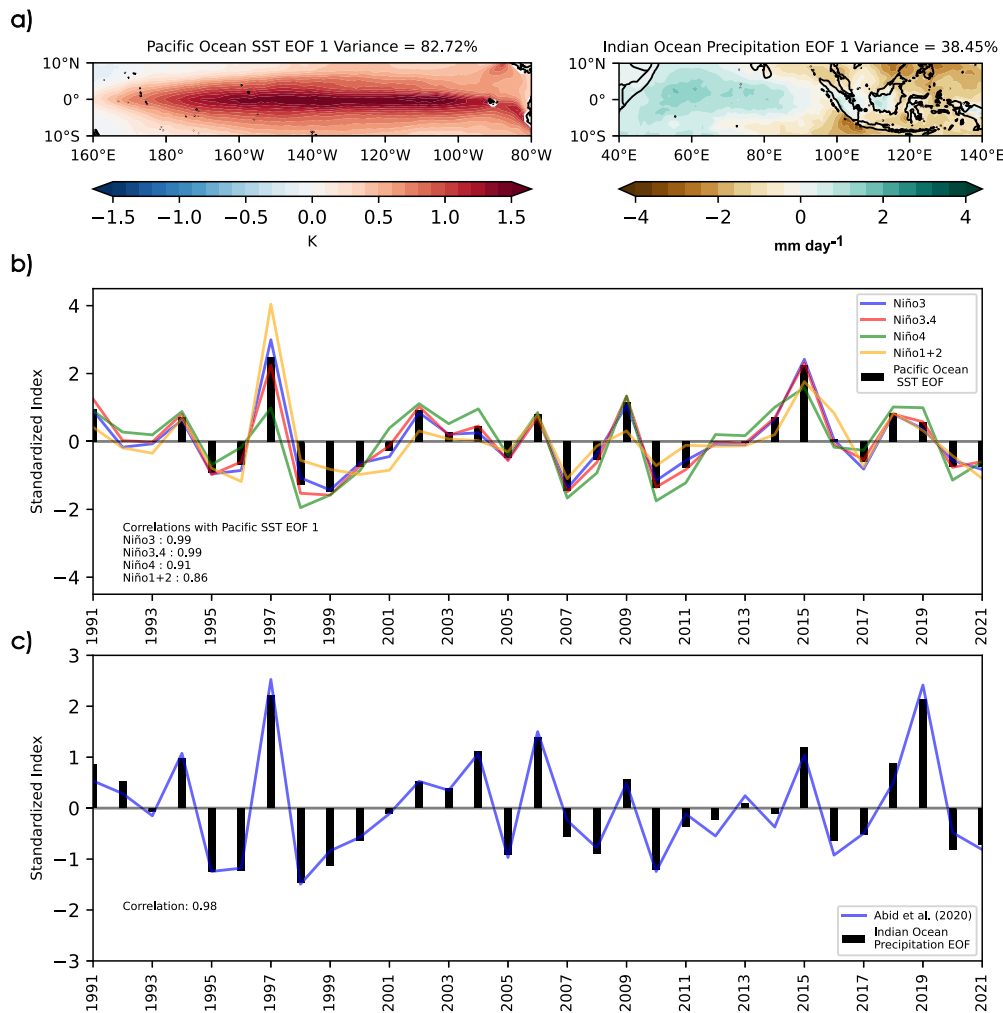 a)
Pacific Ocean SST EOF 1 Variance = 82.72%
Indian Ocean Precipitation EOF 1 Variance = 38.45%
10°N
0°
10°S
160°E 180° 160°W 140°W 120°W 100°W 80°W
10°N
0°
10°S
40°E 60°E 80°E 100°E 120°E 140°E
−1.5 −1.0 −0.5 0.0 0.5 1.0 1.5
K
−4 −2 0 2 4
mm day⁻¹
b)
Standardized Index
4
2
0
−2
−4
Niño3
Niño3.4
Niño4
Niño1+2
Pacific Ocean
SST EOF
Correlations with Pacific SST EOF 1
Niño3 : 0.99
Niño3.4 : 0.99
Niño4 : 0.91
Niño1+2 : 0.86
1991 1993 1995 1997 1999 2001 2003 2005 2007 2009 2011 2013 2015 2017 2019 2021
c)
Standardized Index
3
2
1
0
−1
−2
−3
Correlation: 0.98
Abid et al. (2020)
Indian Ocean
Precipitation EOF
1991 1993 1995 1997 1999 2001 2003 2005 2007 2009 2011 2013 2015 2017 2019 2021